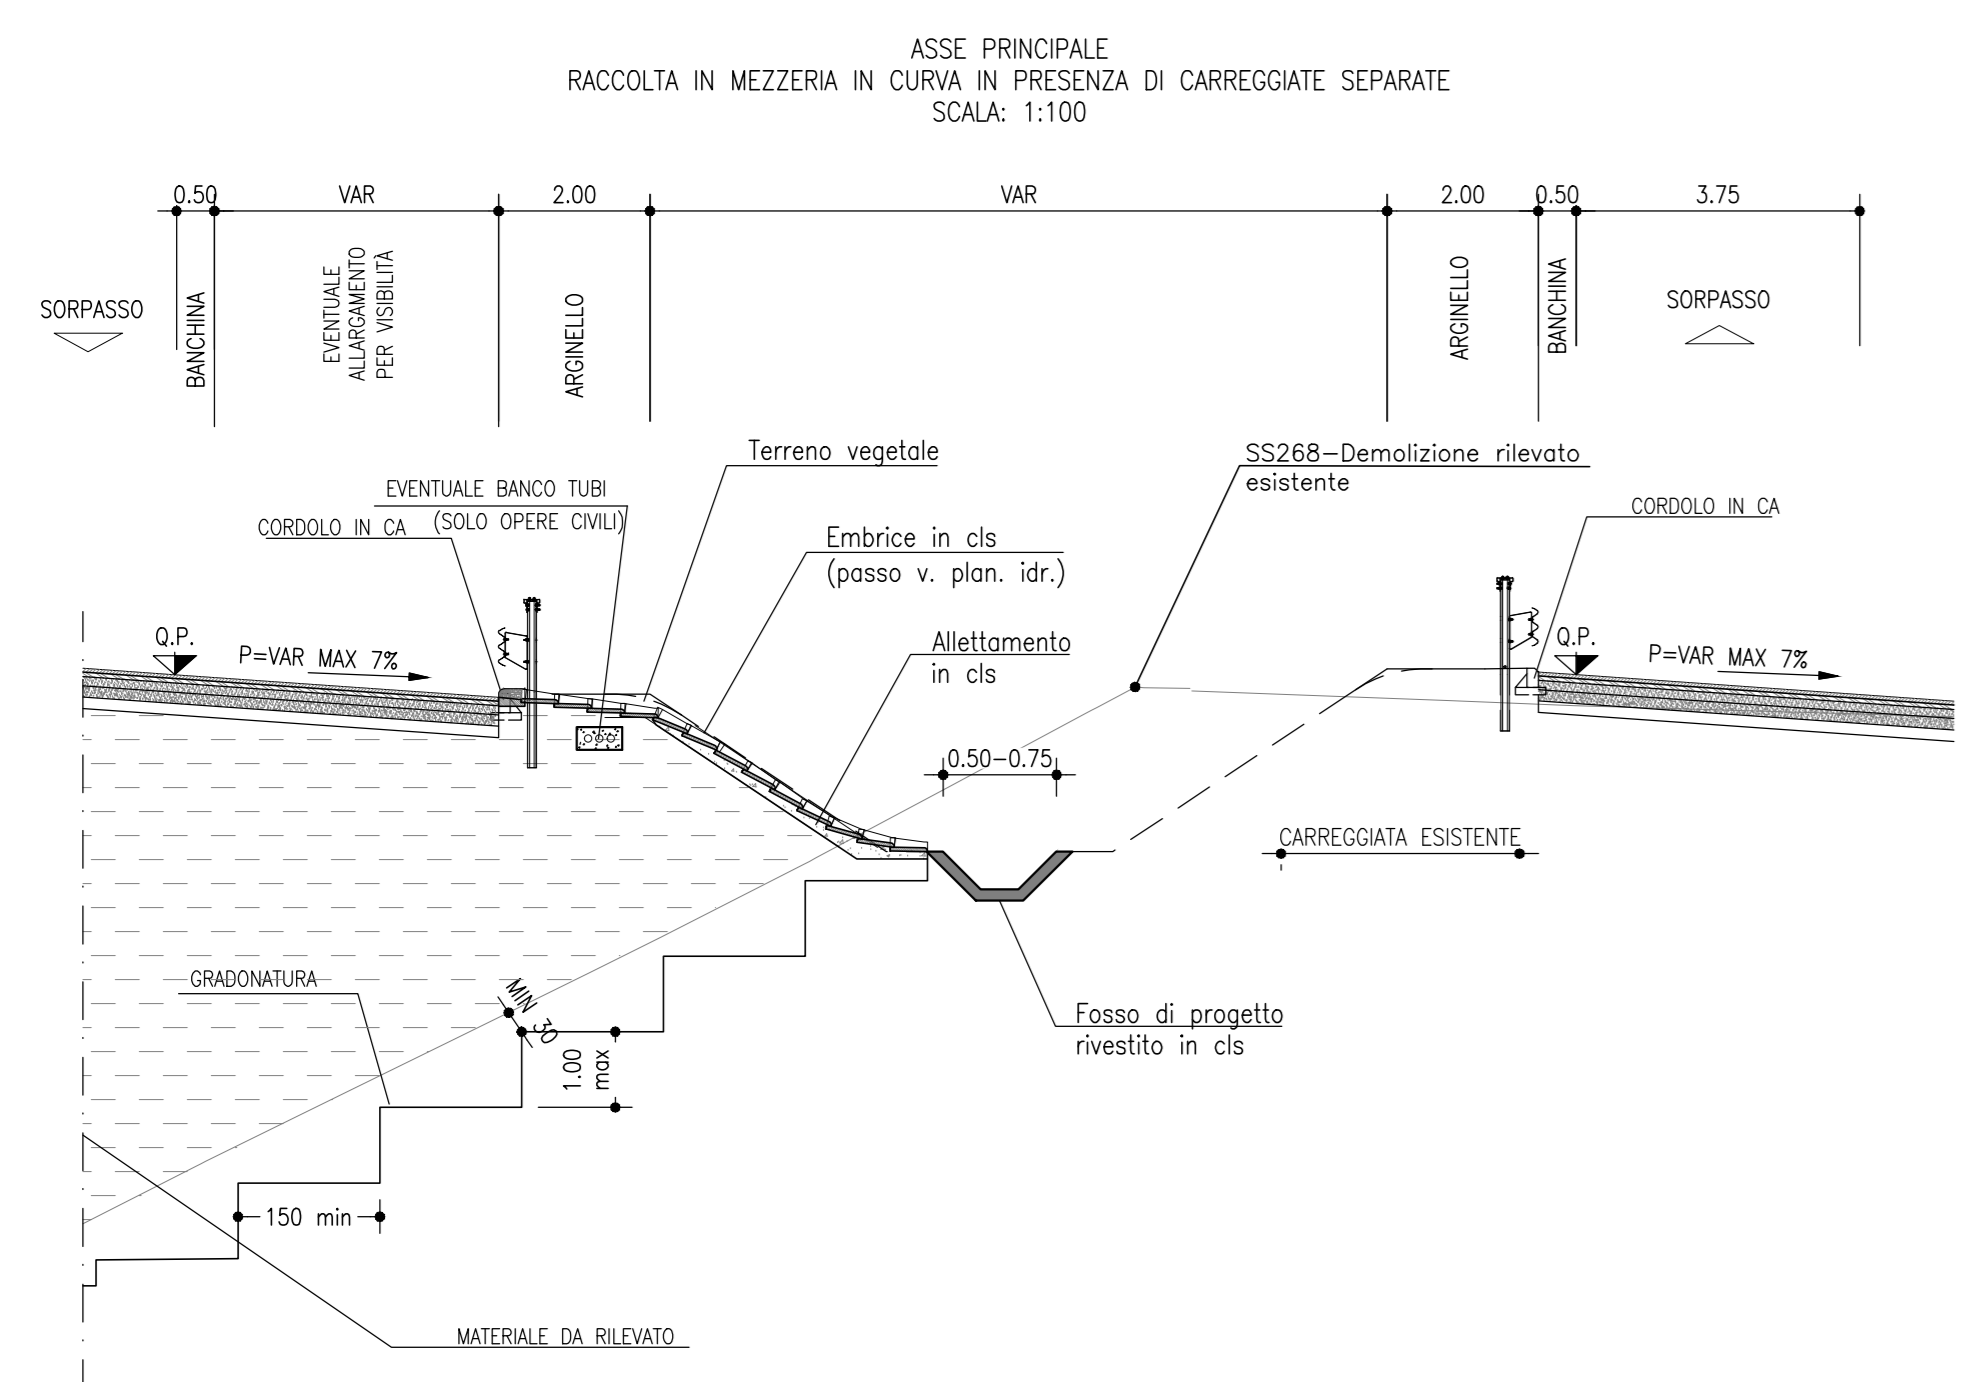 ASSE PRINCIPALE
RACCOLTA IN MEZZERIA IN CURVA IN PRESENZA DI CARREGGIATE SEPARATE
SCALA: 1:100
0.50
VAR
2.00
VAR
2.00
0.50
3.75
SORPASSO
BANCHINA
EVENTUALE
ALLARGAMENTO
PER VISIBILITÀ
ARGINELLO
ARGINELLO
BANCHINA
SORPASSO
Terreno vegetale
SS268-Demolizione rilevato
esistente
EVENTUALE BANCO TUBI
(SOLO OPERE CIVILI)
CORDOLO IN CA
CORDOLO IN CA
Embrice in cls
(passo v. plan. idr.)
Allettamento
in cls
Q.P.
P=VAR MAX 7%
Q.P.
P=VAR MAX 7%
0.50-0.75
CARREGGIATA ESISTENTE
GRADONATURA
MIN 30
1.00
max
Fosso di progetto
rivestito in cls
150 min
MATERIALE DA RILEVATO